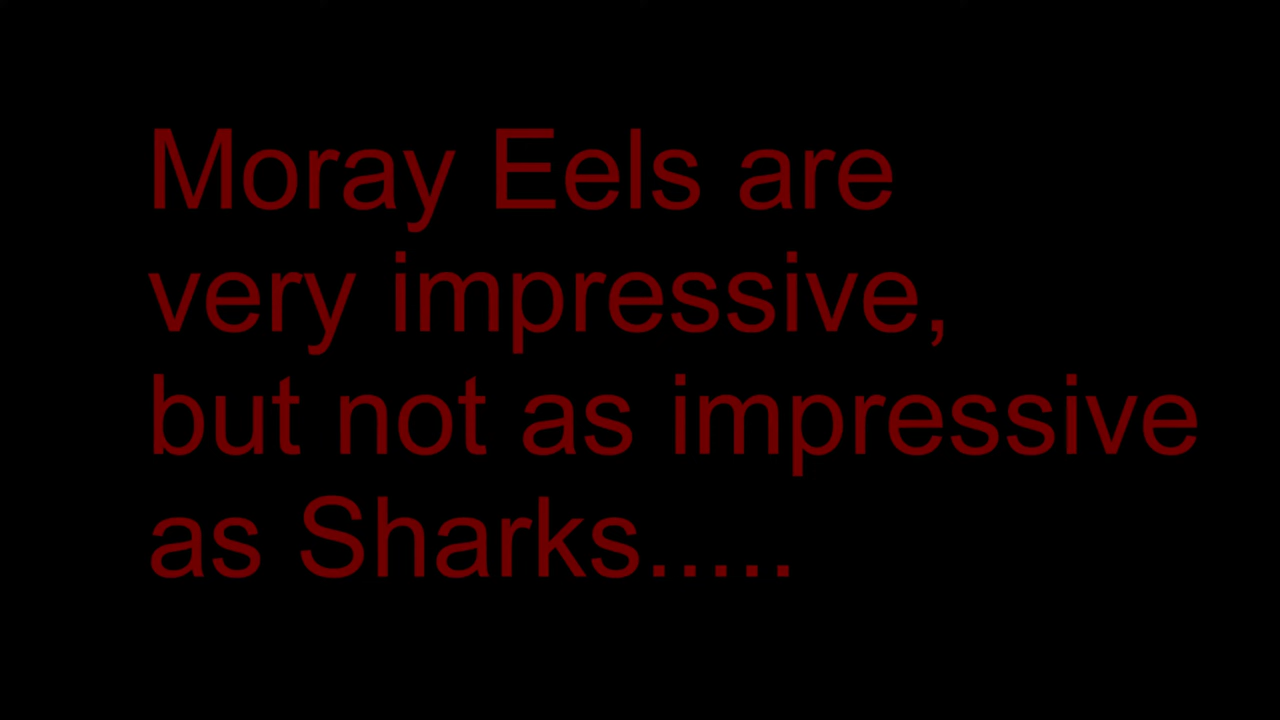 Moray Eels are
very impressive,
but not as impressive
as Sharks.....